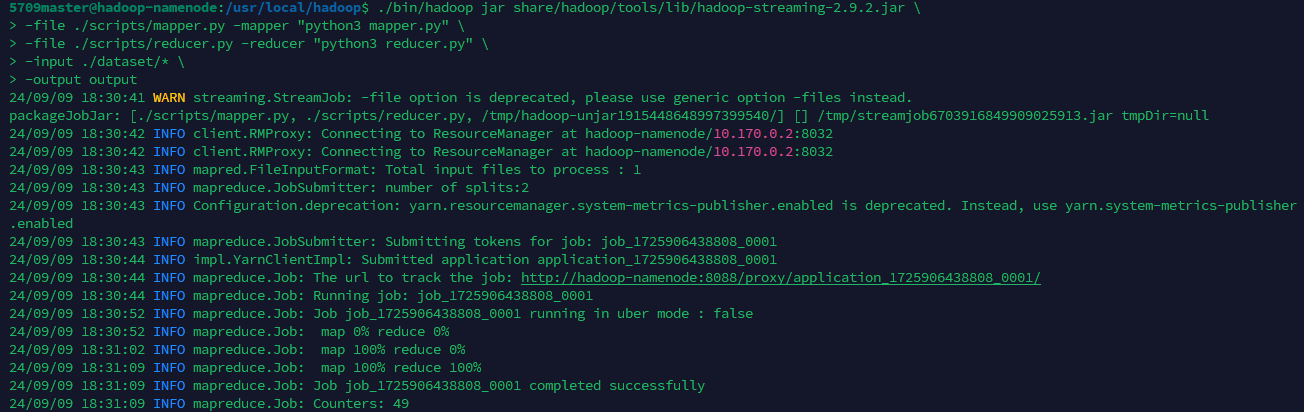 5709master@hadoop-namenode:/usr/local/hadoop$ ./bin/hadoop jar share/hadoop/tools/lib/hadoop-streaming-2.9.2.jar \
> -file ./scripts/mapper.py -mapper "python3 mapper.py" \
> -file ./scripts/reducer.py -reducer "python3 reducer.py" \
> -input ./dataset/* \
> -output output
24/09/09 18:30:41 WARN streaming.StreamJob: -file option is deprecated, please use generic option -files instead.
packageJobJar: [./scripts/mapper.py, ./scripts/reducer.py, /tmp/hadoop-unjar1915448648997399540/] [] /tmp/streamjob6703916849909025913.jar tmpDir=null
24/09/09 18:30:42 INFO client.RMProxy: Connecting to ResourceManager at hadoop-namenode/10.170.0.2:8032
24/09/09 18:30:42 INFO client.RMProxy: Connecting to ResourceManager at hadoop-namenode/10.170.0.2:8032
24/09/09 18:30:43 INFO mapred.FileInputFormat: Total input files to process : 1
24/09/09 18:30:43 INFO mapreduce.JobSubmitter: number of splits:2
24/09/09 18:30:43 INFO Configuration.deprecation: yarn.resourcemanager.system-metrics-publisher.enabled is deprecated. Instead, use yarn.system-metrics-publisher
.enabled
24/09/09 18:30:43 INFO mapreduce.JobSubmitter: Submitting tokens for job: job_1725906438808_0001
24/09/09 18:30:44 INFO impl.YarnClientImpl: Submitted application application_1725906438808_0001
24/09/09 18:30:44 INFO mapreduce.Job: The url to track the job: http://hadoop-namenode:8088/proxy/application_1725906438808_0001/
24/09/09 18:30:44 INFO mapreduce.Job: Running job: job_1725906438808_0001
24/09/09 18:30:52 INFO mapreduce.Job: Job job_1725906438808_0001 running in uber mode : false
24/09/09 18:30:52 INFO mapreduce.Job:  map 0% reduce 0%
24/09/09 18:31:02 INFO mapreduce.Job:  map 100% reduce 0%
24/09/09 18:31:09 INFO mapreduce.Job:  map 100% reduce 100%
24/09/09 18:31:09 INFO mapreduce.Job: Job job_1725906438808_0001 completed successfully
24/09/09 18:31:09 INFO mapreduce.Job: Counters: 49